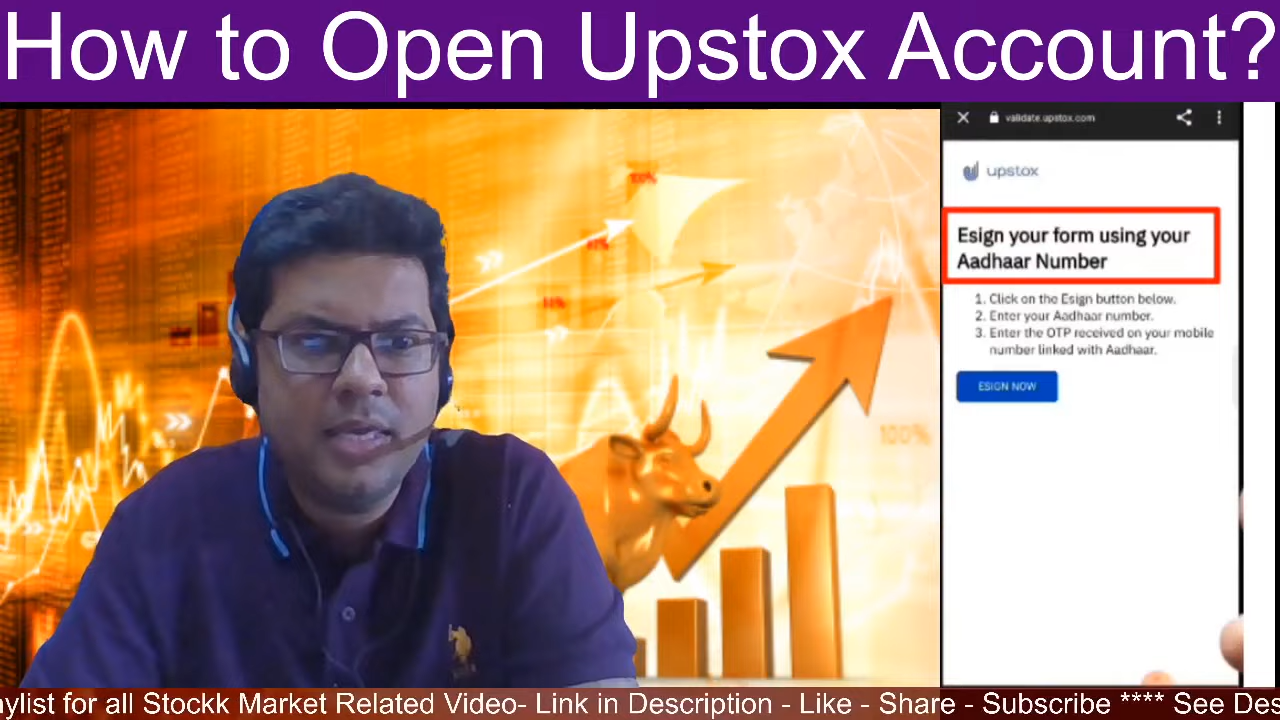 How to Open Upstox Account?
validate.upstox.com
upstox
Esign your form using your
Aadhaar Number
1. Click on the Esign button below.
2. Enter your Aadhaar number.
3. Enter the OTP received on your mobile
number linked with Aadhaar.
ESIGN NOW
100%
100%
ylist for all Stockk Market Related Video- Link in Description - Like - Share - Subscribe **** See Des